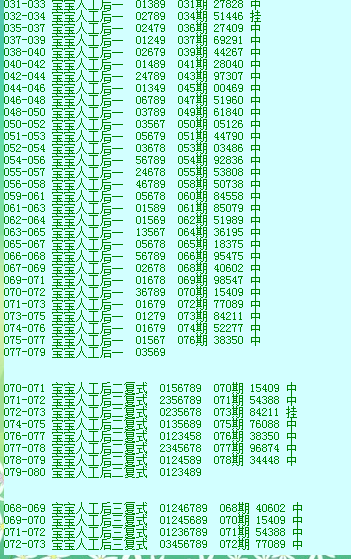 031-033 宝宝人工后一 01389 031期 27828 中
032-034 宝宝人工后一 02789 034期 51446 挂
035-037 宝宝人工后一 02479 036期 27409 中
037-039 宝宝人工后一 01249 037期 69291 中
038-040 宝宝人工后一 02679 039期 44267 中
040-042 宝宝人工后一 01489 041期 28040 中
042-044 宝宝人工后一 24789 043期 97307 中
044-046 宝宝人工后一 01349 045期 00469 中
046-048 宝宝人工后一 06789 047期 51960 中
048-050 宝宝人工后一 03789 049期 61840 中
050-052 宝宝人工后一 03567 050期 05126 中
051-053 宝宝人工后一 05679 051期 44790 中
052-054 宝宝人工后一 03678 053期 03486 中
054-056 宝宝人工后一 56789 054期 92836 中
055-057 宝宝人工后一 24678 055期 53808 中
056-058 宝宝人工后一 46789 058期 50738 中
059-061 宝宝人工后一 05678 060期 84558 中
061-063 宝宝人工后一 01589 061期 85079 中
062-064 宝宝人工后一 01569 062期 51989 中
063-065 宝宝人工后一 13567 064期 36195 中
065-067 宝宝人工后一 05678 065期 18375 中
066-068 宝宝人工后一 56789 066期 95475 中
067-069 宝宝人工后一 02678 068期 40602 中
069-071 宝宝人工后一 01678 069期 98547 中
070-072 宝宝人工后一 36789 070期 15409 中
071-073 宝宝人工后一 01679 072期 77089 中
073-075 宝宝人工后一 01279 073期 84211 中
074-076 宝宝人工后一 01679 074期 52277 中
075-077 宝宝人工后一 01567 076期 38350 中
077-079 宝宝人工后一 03569
070-071 宝宝人工后二复式 0156789 070期 15409 中
071-072 宝宝人工后二复式 2356789 071期 54388 中
072-073 宝宝人工后二复式 0235678 073期 84211 挂
074-075 宝宝人工后二复式 0135689 075期 76088 中
076-077 宝宝人工后二复式 0123458 076期 38350 中
077-078 宝宝人工后二复式 2345678 077期 96874 中
078-079 宝宝人工后二复式 0124589 078期 34448 中
079-080 宝宝人工后二复式 0123489
068-069 宝宝人工后三复式 01246789 068期 40602 中
069-070 宝宝人工后三复式 01245689 070期 15409 中
071-072 宝宝人工后三复式 01236789 071期 54388 中
072-073 宝宝人工后三复式 03456789 072期 77089 中